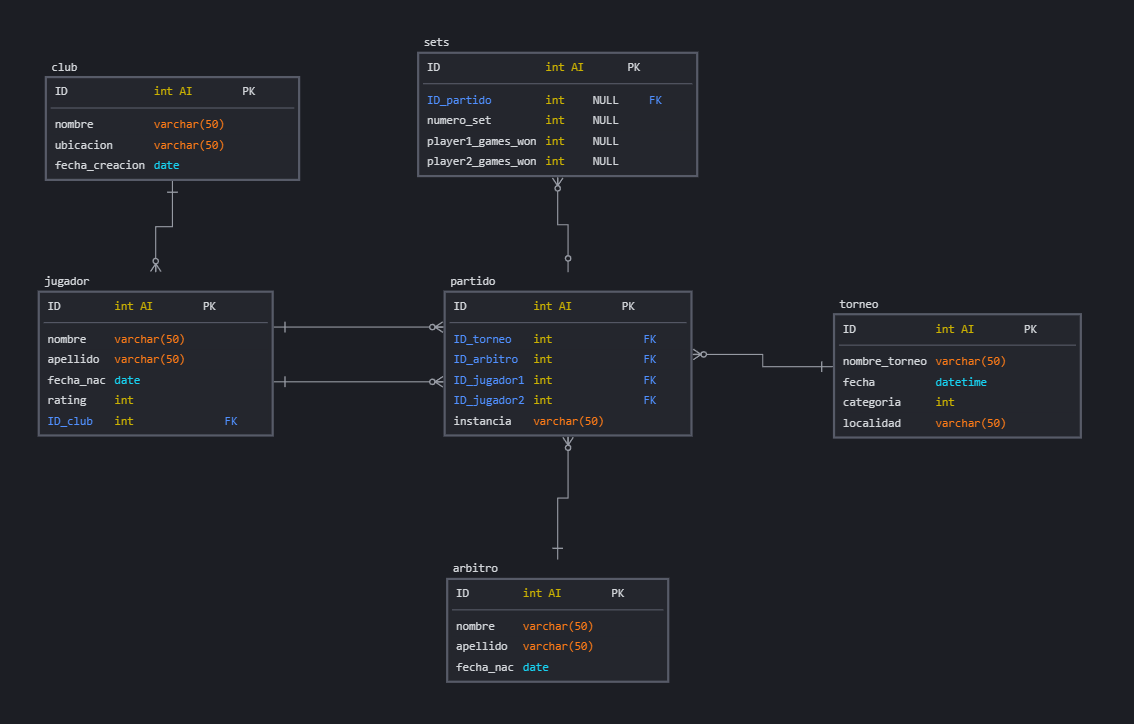 club
ID int AI PK
nombre varchar(50)
ubicacion varchar(50)
fecha_creacion date
sets
ID int AI PK
ID_partido int NULL FK
numero_set int NULL
player1_games_won int NULL
player2_games_won int NULL
jugador
ID int AI PK
nombre varchar(50)
apellido varchar(50)
fecha_nac date
rating int
ID_club int FK
partido
ID int AI PK
ID_torneo int FK
ID_arbitro int FK
ID_jugador1 int FK
ID_jugador2 int FK
instancia varchar(50)
torneo
ID int AI PK
nombre_torneo varchar(50)
fecha datetime
categoria int
localidad varchar(50)
arbitro
ID int AI PK
nombre varchar(50)
apellido varchar(50)
fecha_nac date